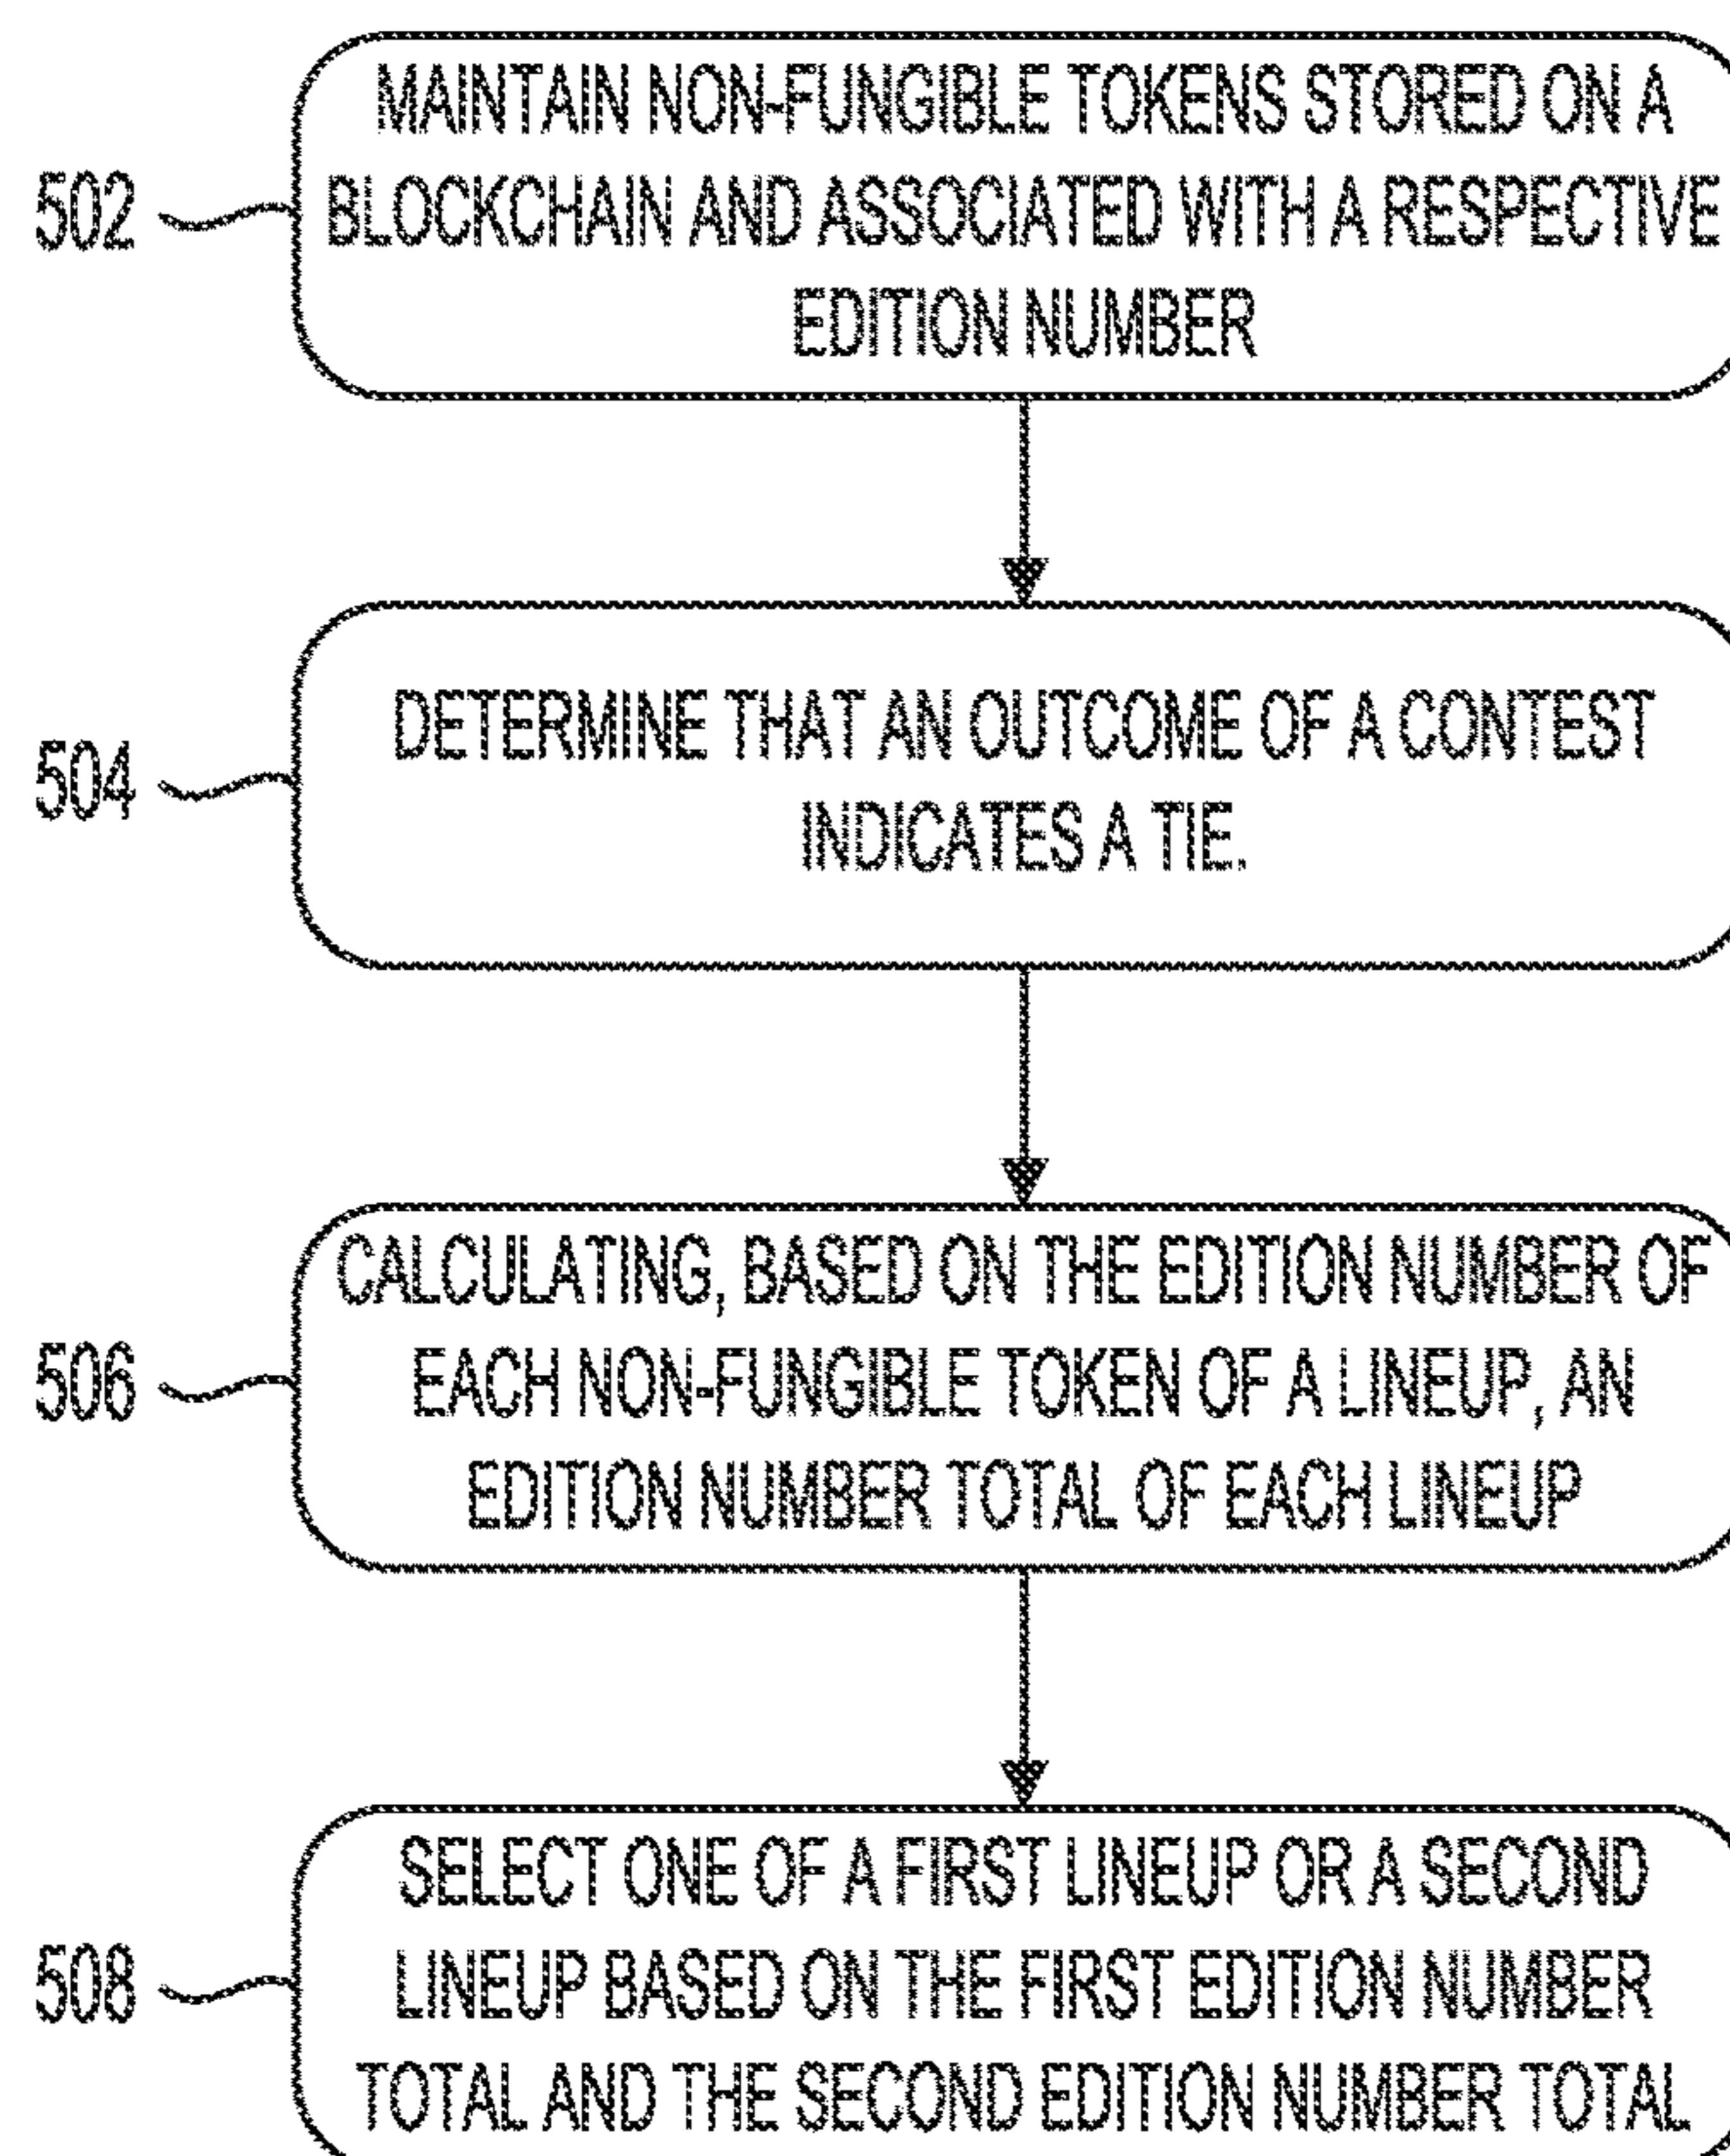 MAINTAIN NON-FUNGIBLE TOKENS STORED ON A
502
BLOCKCHAIN AND ASSOCIATED WITH A RESPECTIVE
EDITION NUMBER
DETERMINE THAT AN OUTCOME OF A CONTEST
504
INDICATES A TIE.
CALCULATING, BASED ON THE EDITION NUMBER OF
506
EACH NON-FUNGIBLE TOKEN OF A LINEUP, AN
EDITION NUMBER TOTAL OF EACH LINEUP
SELECT ONE OF A FIRST LINEUP OR A SECOND
508
LINEUP BASED ON THE FIRST EDITION NUMBER
TOTAL AND THE SECOND EDITION NUMBER TOTAL